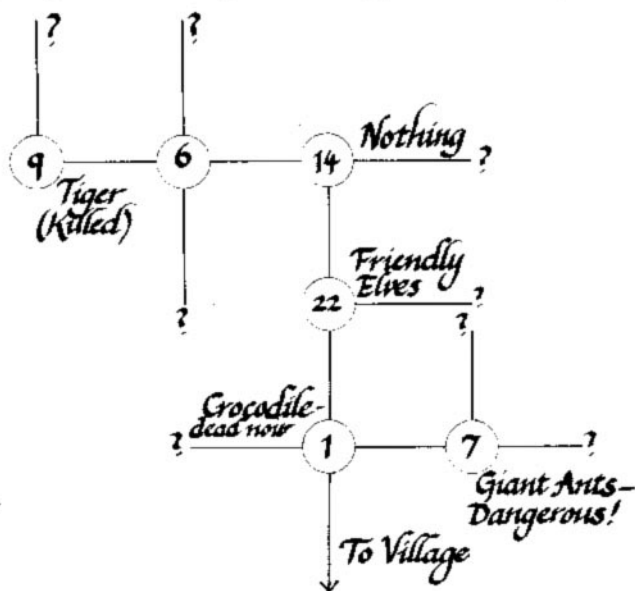 ? ?
Nothing
9 6 14 ?
Tiger
(Killed)
Friendly
Elves
22 ?
? ?
Crocodile-
dead now
? 1 7 ?
Giant Ants—
Dangerous!
To Village